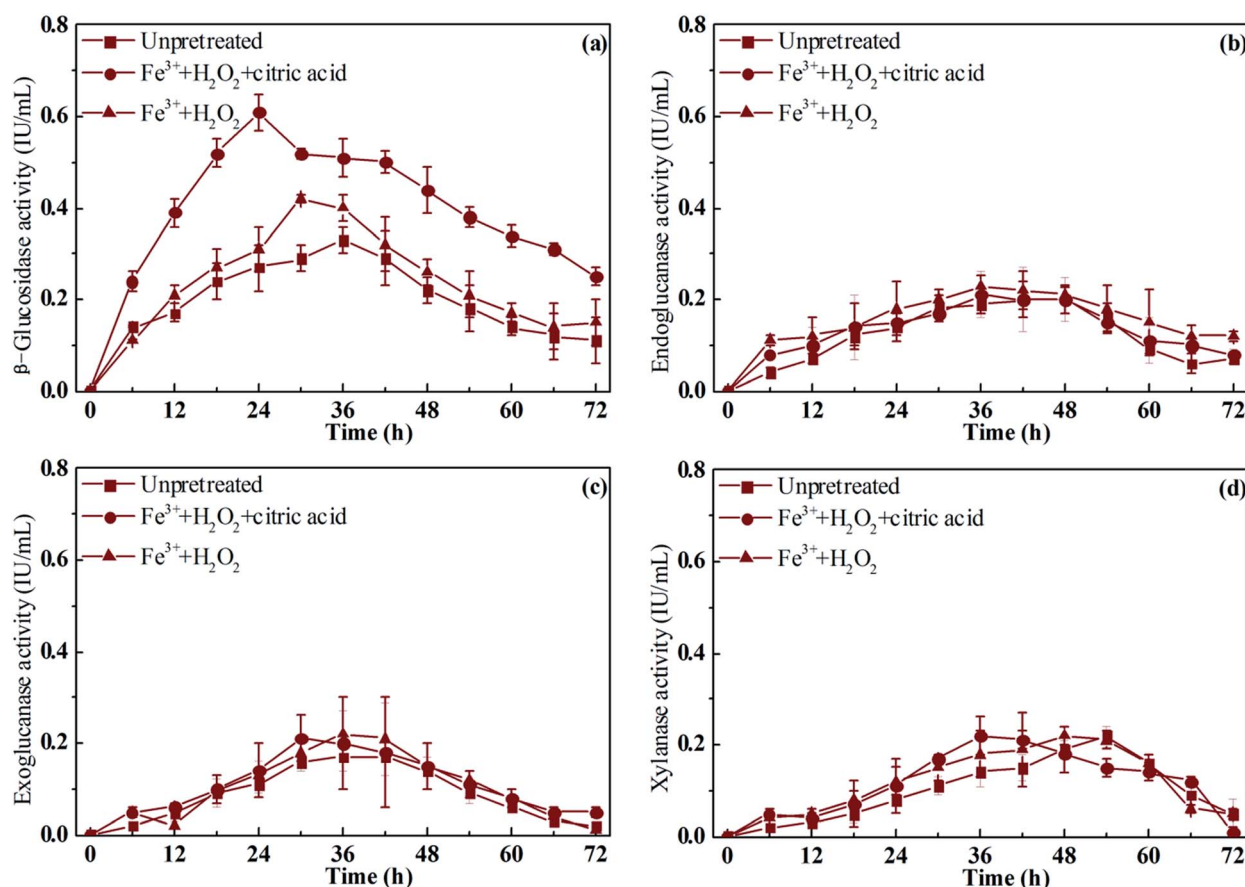 (a)
Unpretreated
Fe³⁺+H₂O₂+citric acid
Fe³⁺+H₂O₂
β−Glucosidase activity (IU/mL)
0.8
0.6
0.4
0.2
0.0
0 12 24 36 48 60 72
Time (h)
(b)
Unpretreated
Fe³⁺+H₂O₂+citric acid
Fe³⁺+H₂O₂
Endoglucanase activity (IU/mL)
0.8
0.6
0.4
0.2
0.0
0 12 24 36 48 60 72
Time (h)
(c)
Unpretreated
Fe³⁺+H₂O₂+citric acid
Fe³⁺+H₂O₂
Exoglucanase activity (IU/mL)
0.8
0.6
0.4
0.2
0.0
0 12 24 36 48 60 72
Time (h)
(d)
Unpretreated
Fe³⁺+H₂O₂+citric acid
Fe³⁺+H₂O₂
Xylanase activity (IU/mL)
0.8
0.6
0.4
0.2
0.0
0 12 24 36 48 60 72
Time (h)